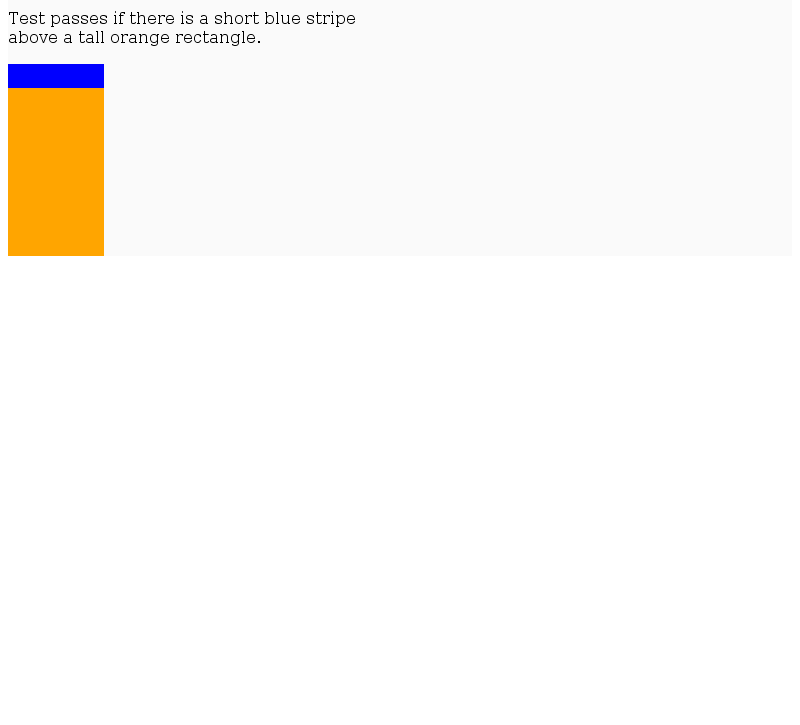 Test passes if there is a short blue stripe
above a tall orange rectangle.